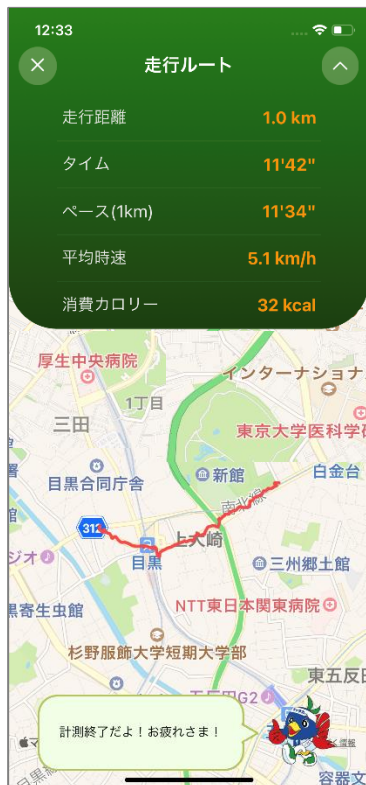 12:33
走行ルート
走行距離 1.0 km
タイム 11'42"
ペース(1km) 11'34"
平均時速 5.1 km/h
消費カロリー 32 kcal
厚生中央病院
インターナショナ
1丁目
三田
東京大学医科学研
目黒合同庁舎
新館
白金台
南北線
312
上大崎
目黒
三州郷土館
黒寄生虫館
NTT東日本関東病院
杉野服飾大学短期大学部
東五反田
計測終了だよ！お疲れさま！
容器文